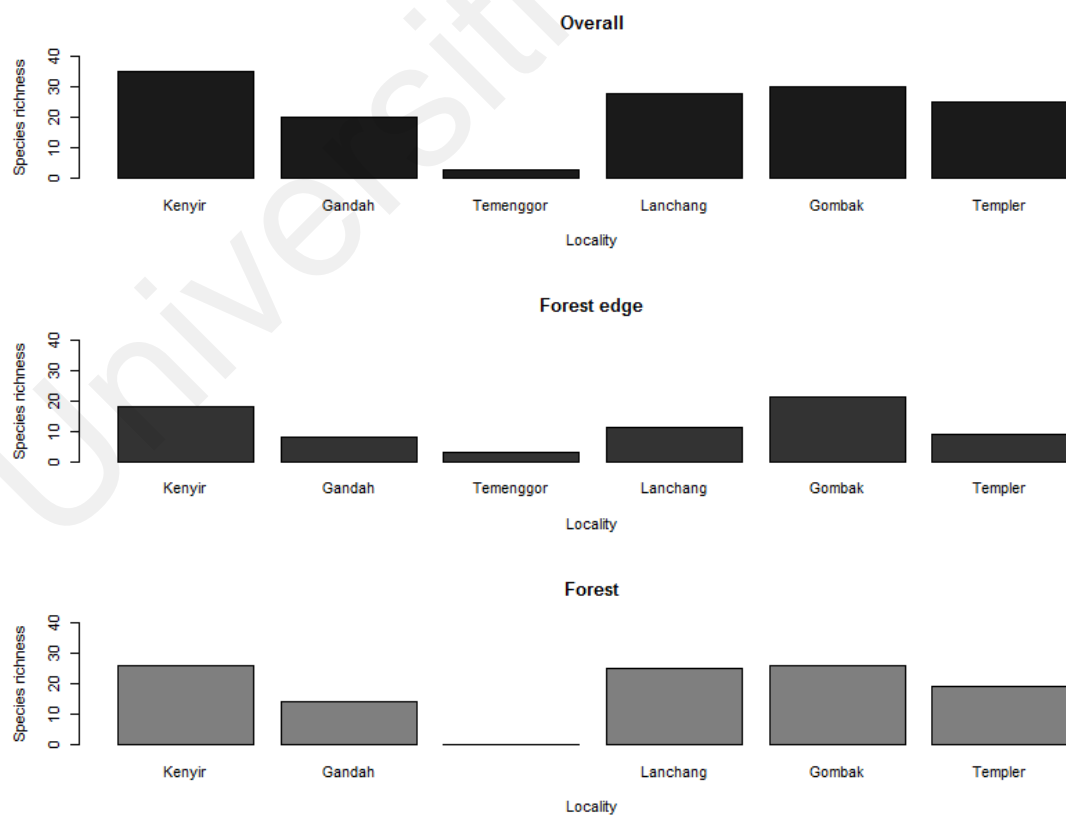 Overall
Species richness
40
30
20
10
0
Kenyir Gandah Temenggor Lanchang Gombak Templer
Locality
Forest edge
Species richness
40
30
20
10
0
Kenyir Gandah Temenggor Lanchang Gombak Templer
Locality
Forest
Species richness
40
30
20
10
0
Kenyir Gandah Lanchang Gombak Templer
Locality
Universiti